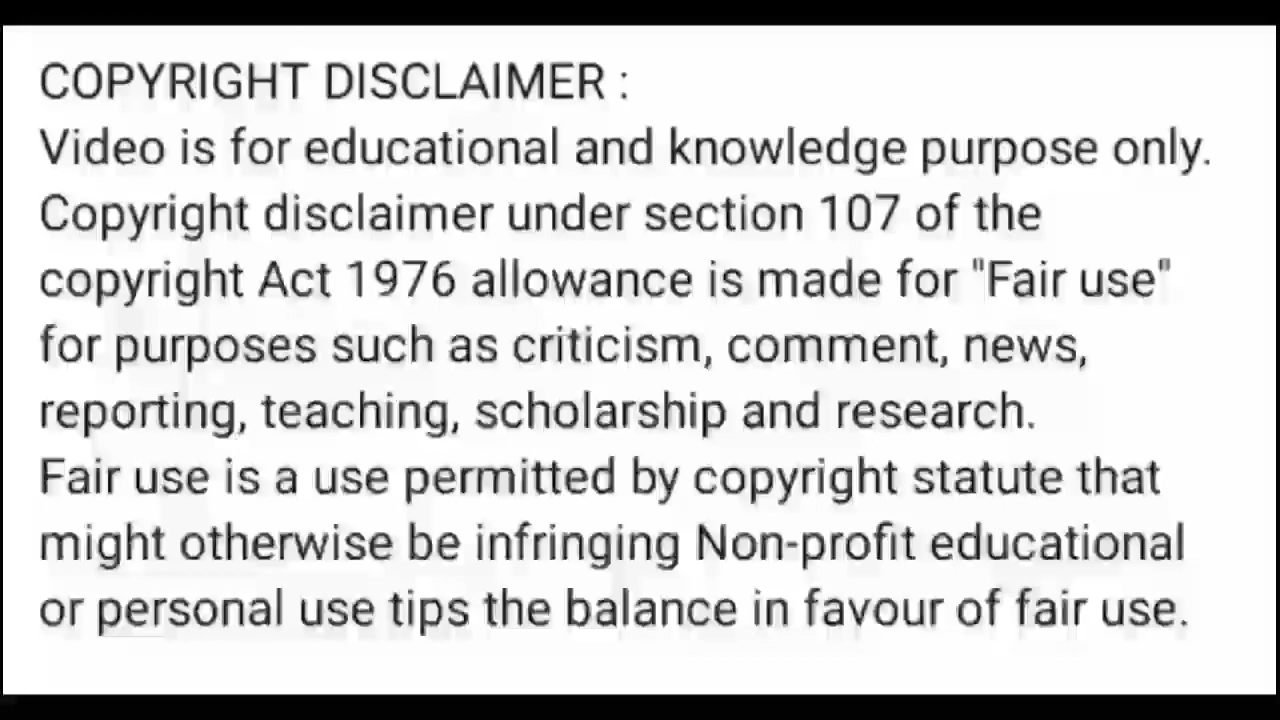 COPYRIGHT DISCLAIMER :
Video is for educational and knowledge purpose only.
Copyright disclaimer under section 107 of the
copyright Act 1976 allowance is made for "Fair use"
for purposes such as criticism, comment, news,
reporting, teaching, scholarship and research.
Fair use is a use permitted by copyright statute that
might otherwise be infringing Non-profit educational
or personal use tips the balance in favour of fair use.